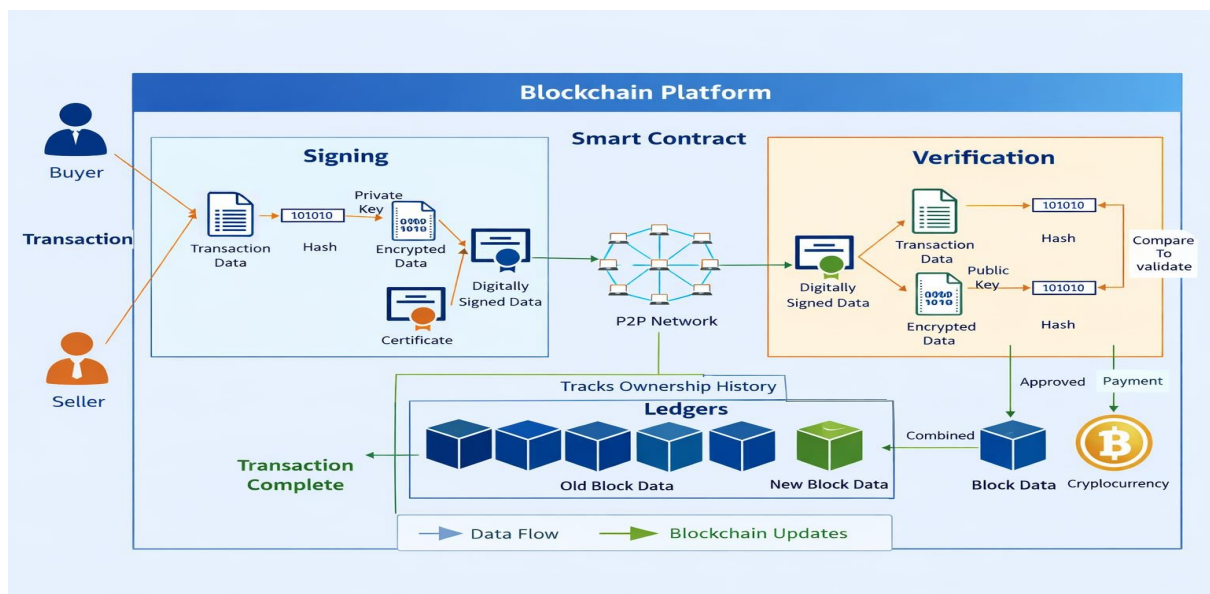 Blockchain Platform
Smart Contract
Buyer
Transaction
Seller
Signing
Transaction
Data
101010
Hash
Private
Key
Encrypted
Data
Certificate
Digitally
Signed Data
P2P Network
Verification
Digitally
Signed Data
Transaction
Data
101010
Hash
Public
Key
Encrypted
Data
101010
Hash
Compare
To
validate
Approved
Payment
Tracks Ownership History
Ledgers
Old Block Data
New Block Data
Combined
Block Data
Cryplocurrency
Transaction
Complete
Data Flow
Blockchain Updates